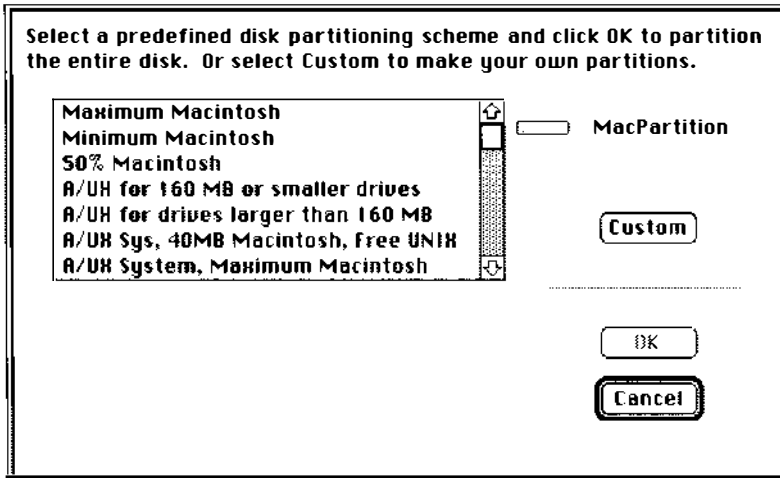 Select a predefined disk partitioning scheme and click OK to partition
the entire disk. Or select Custom to make your own partitions.
Maximum Macintosh
Minimum Macintosh
50% Macintosh
A/UX for 160 MB or smaller drives
A/UX for drives larger than 160 MB
A/UX Sys, 40MB Macintosh, Free UNIX
A/UX System, Maximum Macintosh
MacPartition
Custom
OK
Cancel